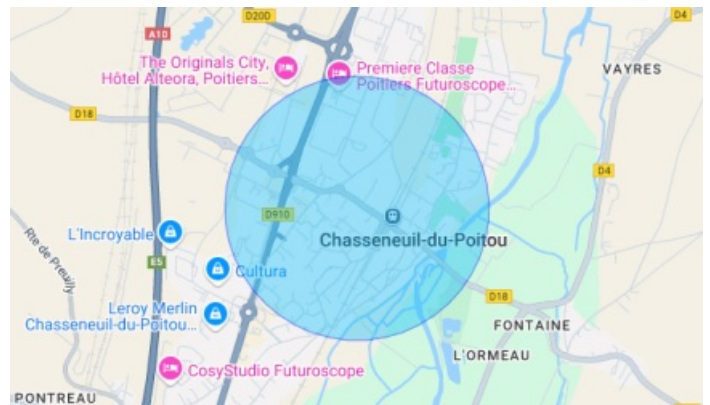 D20D
D4
A10
The Originals City,
Hôtel Alteora, Poitiers...
Premiere Classe
Poitiers Futuroscope...
VAYRES
D18
D4
Rte de Preuilly
D910
L'Incroyable
Chasseneuil-du-Poitou
E5
Cultura
D18
Leroy Merlin
Chasseneuil-du-Poitou...
FONTAINE
L'ORMEAU
CosyStudio Futuroscope
PONTREAU